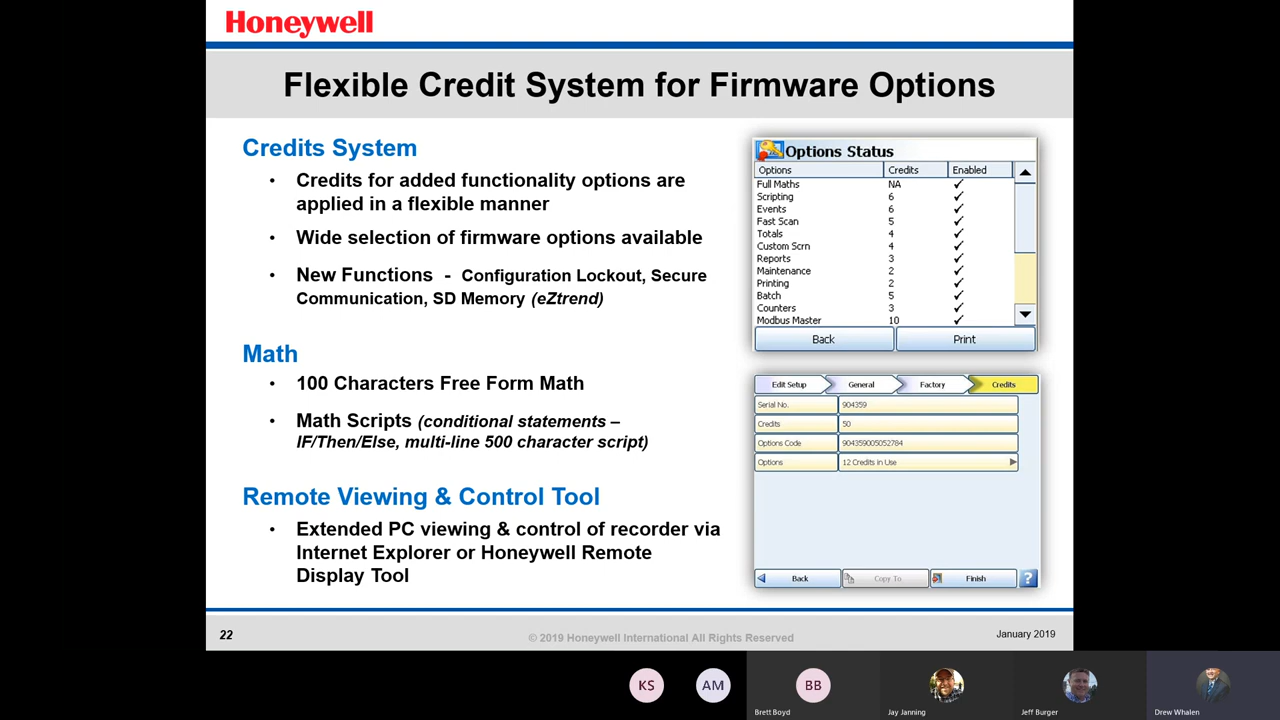 Honeywell
Flexible Credit System for Firmware Options
Credits System
• Credits for added functionality options are
applied in a flexible manner
• Wide selection of firmware options available
• New Functions - Configuration Lockout, Secure
Communication, SD Memory (eZtrend)
Math
• 100 Characters Free Form Math
• Math Scripts (conditional statements –
IF/Then/Else, multi-line 500 character script)
Remote Viewing & Control Tool
• Extended PC viewing & control of recorder via
Internet Explorer or Honeywell Remote
Display Tool
Options Status
Options Credits Enabled
Full Maths NA ✓
Scripting 6 ✓
Events 6 ✓
Fast Scan 5 ✓
Totals 4 ✓
Custom Scrn 4 ✓
Reports 3 ✓
Maintenance 2 ✓
Printing 2 ✓
Batch 5 ✓
Counters 3 ✓
Modbus Master 10 ✓
Back Print
Edit Setup General Factory Credits
Serial No. 904359
Credits 50
Options Code 904359005052784
Options 12 Credits in Use
Back Copy To Finish ?
22 © 2019 Honeywell International All Rights Reserved January 2019
KS AM BB
Brett Boyd Jay Janning Jeff Burger Drew Whalen